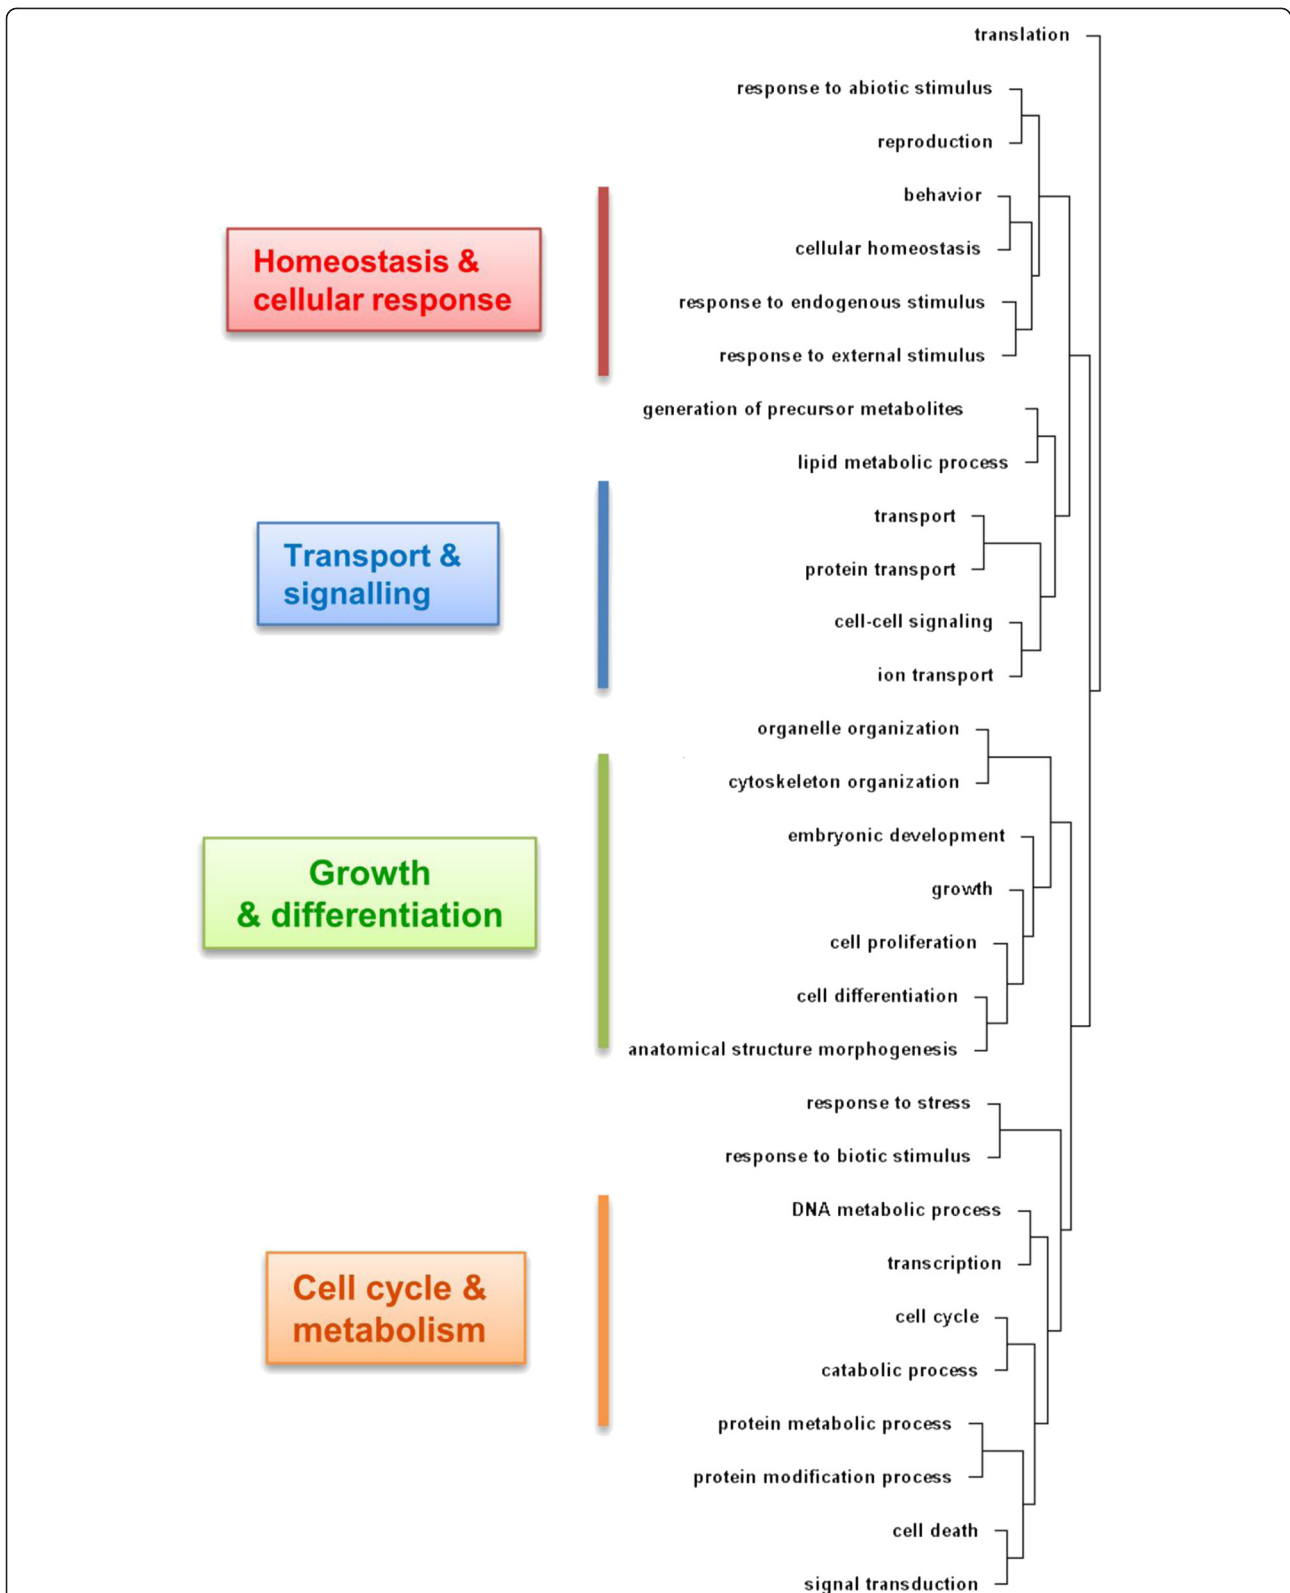 translation
response to abiotic stimulus
reproduction
behavior
cellular homeostasis
response to endogenous stimulus
response to external stimulus
Homeostasis &
cellular response
generation of precursor metabolites
lipid metabolic process
transport
protein transport
cell-cell signaling
ion transport
Transport &
signalling
organelle organization
cytoskeleton organization
embryonic development
growth
cell proliferation
cell differentiation
anatomical structure morphogenesis
Growth
& differentiation
response to stress
response to biotic stimulus
DNA metabolic process
transcription
cell cycle
catabolic process
protein metabolic process
protein modification process
cell death
signal transduction
Cell cycle &
metabolism